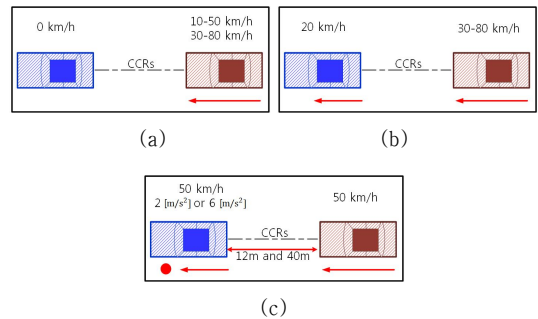 0 km/h
10-50 km/h
30-80 km/h
CCRs
(a)
20 km/h
30-80 km/h
CCRs
(b)
50 km/h
2 [m/s²] or 6 [m/s²]
50 km/h
CCRs
12m and 40m
(c)